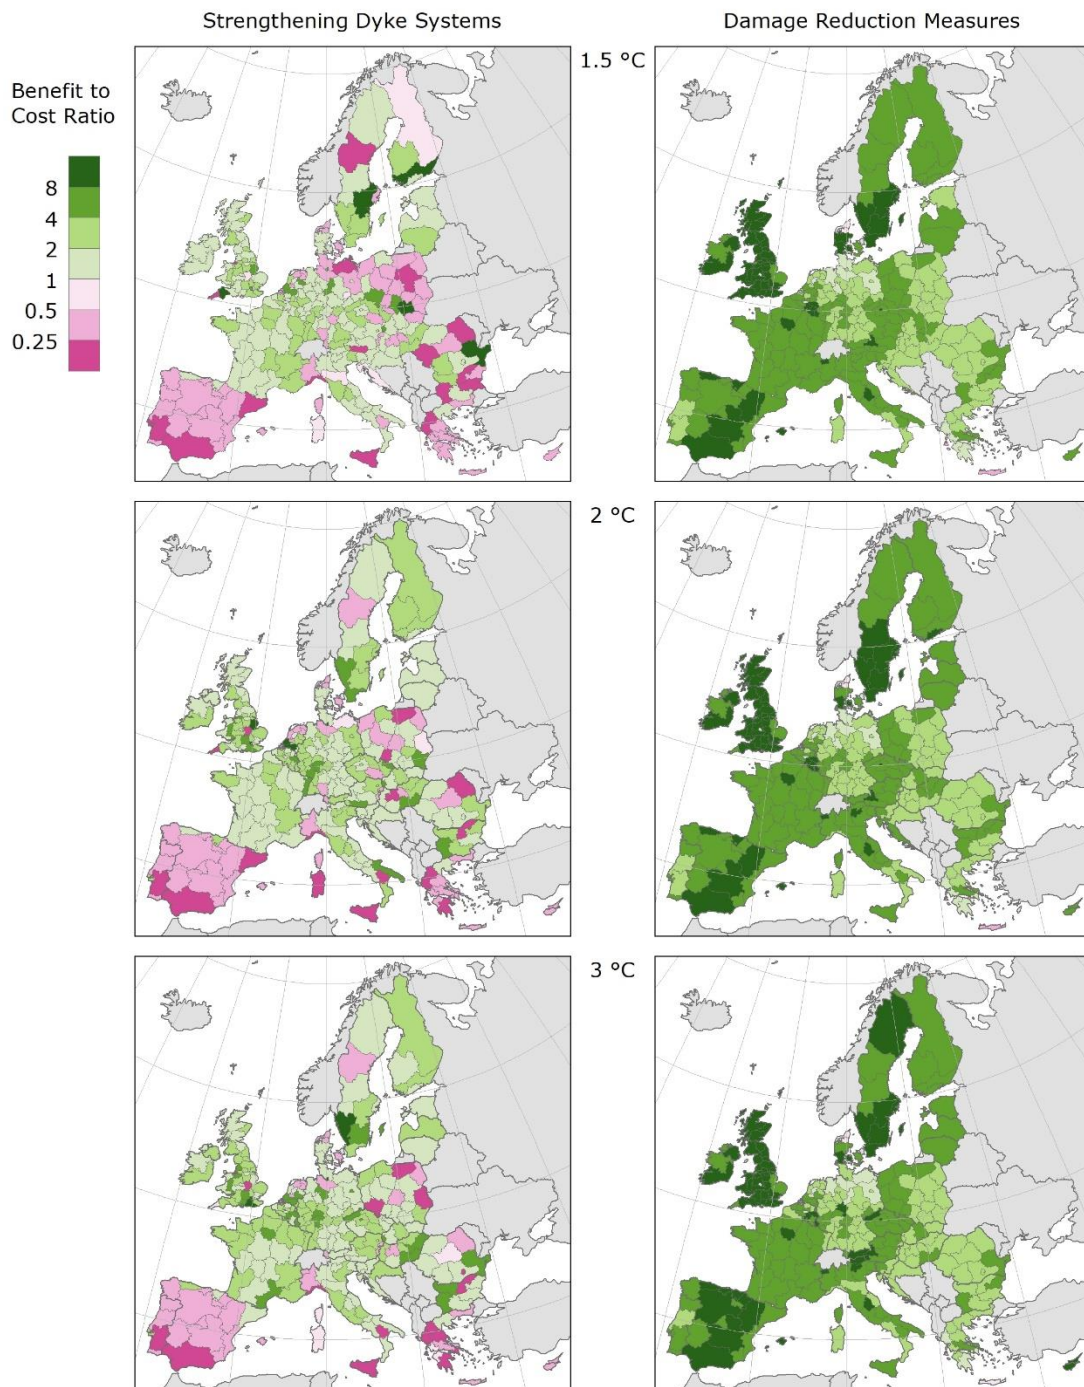 Strengthening Dyke Systems
Damage Reduction Measures
1.5 °C
Benefit to
Cost Ratio
8
4
2
1
0.5
0.25
2 °C
3 °C